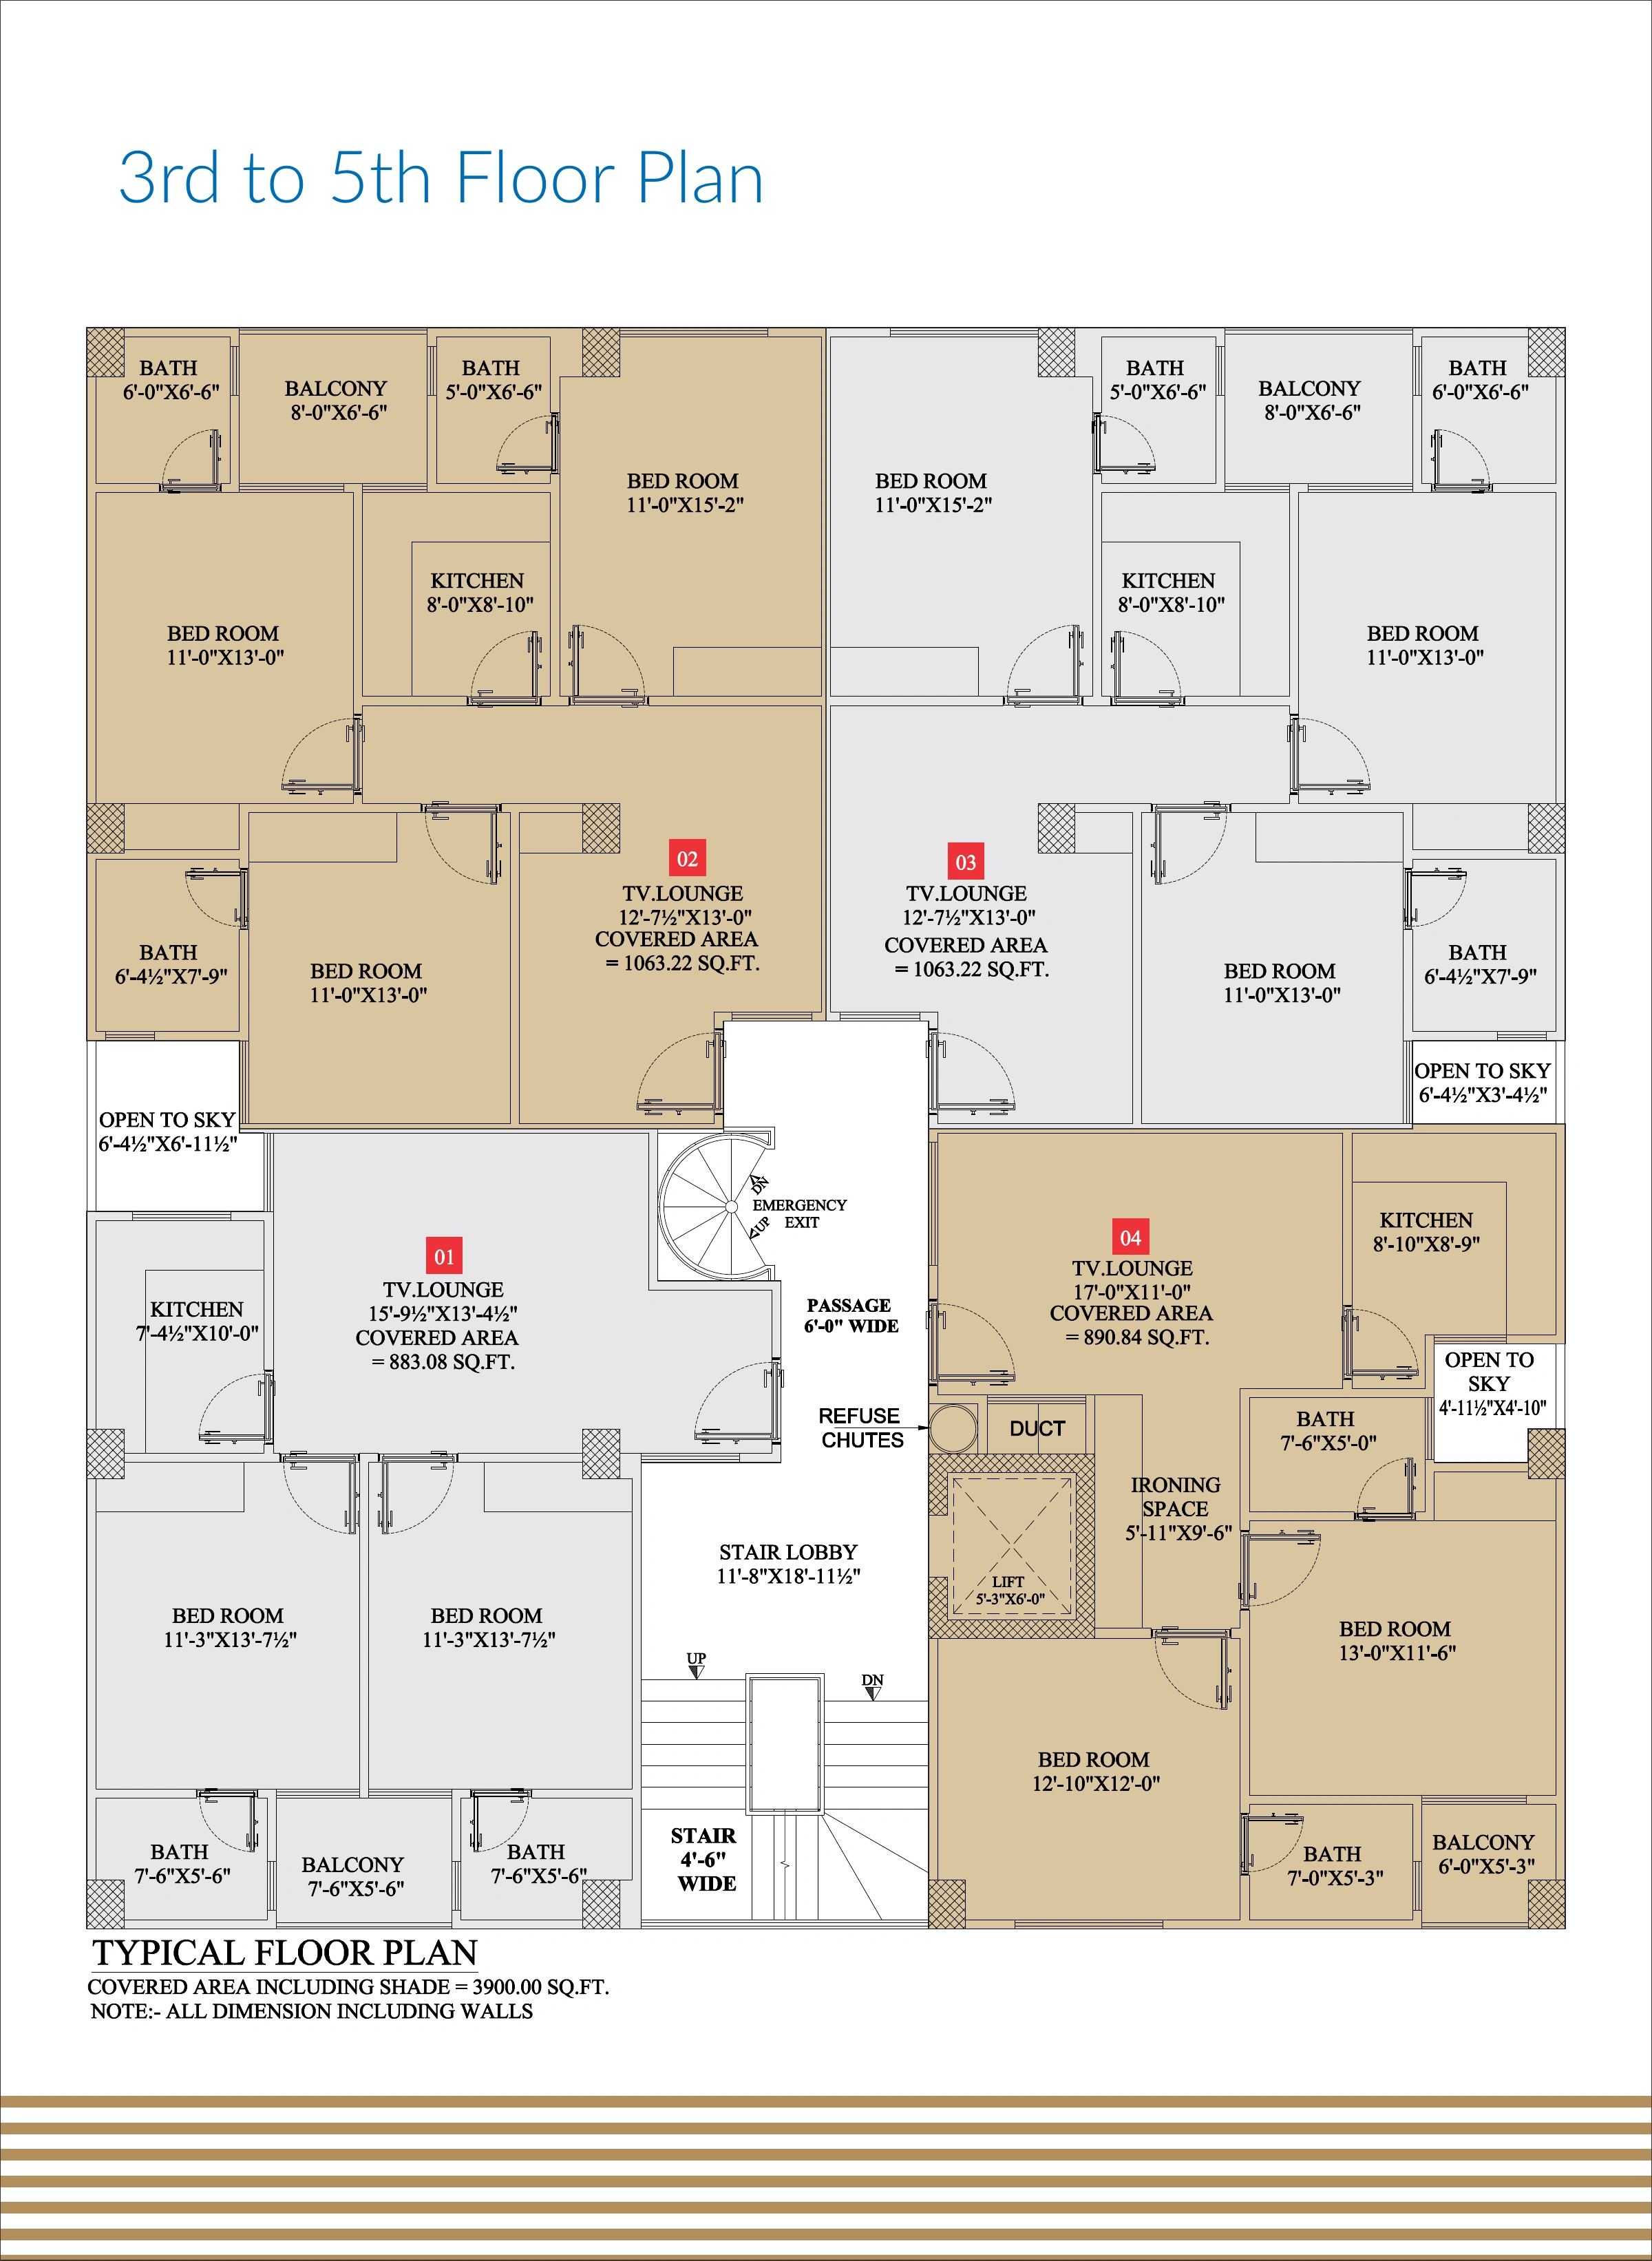 3rd to 5th Floor Plan
BATH
6'-0"X6'-6"
BALCONY
8'-0"X6'-6"
BATH
5'-0"X6'-6"
BED ROOM
11'-0"X15'-2"
KITCHEN
8'-0"X8'-10"
BED ROOM
11'-0"X13'-0"
02
TV.LOUNGE
12'-7½"X13'-0"
COVERED AREA
= 1063.22 SQ.FT.
BATH
6'-4½"X7'-9"
BED ROOM
11'-0"X13'-0"
OPEN TO SKY
6'-4½"X6'-11½"
BED ROOM
11'-0"X15'-2"
BATH
5'-0"X6'-6"
BALCONY
8'-0"X6'-6"
BATH
6'-0"X6'-6"
KITCHEN
8'-0"X8'-10"
BED ROOM
11'-0"X13'-0"
03
TV.LOUNGE
12'-7½"X13'-0"
COVERED AREA
= 1063.22 SQ.FT.
BED ROOM
11'-0"X13'-0"
BATH
6'-4½"X7'-9"
OPEN TO SKY
6'-4½"X3'-4½"
DN
EMERGENCY
EXIT
UP
PASSAGE
6'-0" WIDE
REFUSE
CHUTES
01
TV.LOUNGE
15'-9½"X13'-4½"
COVERED AREA
= 883.08 SQ.FT.
KITCHEN
7'-4½"X10'-0"
BED ROOM
11'-3"X13'-7½"
BED ROOM
11'-3"X13'-7½"
BATH
7'-6"X5'-6"
BALCONY
7'-6"X5'-6"
BATH
7'-6"X5'-6"
STAIR LOBBY
11'-8"X18'-11½"
UP
DN
STAIR
4'-6"
WIDE
04
TV.LOUNGE
17'-0"X11'-0"
COVERED AREA
= 890.84 SQ.FT.
KITCHEN
8'-10"X8'-9"
OPEN TO
SKY
4'-11½"X4'-10"
DUCT
BATH
7'-6"X5'-0"
IRONING
SPACE
5'-11"X9'-6"
LIFT
5'-3"X6'-0"
BED ROOM
13'-0"X11'-6"
BED ROOM
12'-10"X12'-0"
BATH
7'-0"X5'-3"
BALCONY
6'-0"X5'-3"
TYPICAL FLOOR PLAN
COVERED AREA INCLUDING SHADE = 3900.00 SQ.FT.
NOTE:- ALL DIMENSION INCLUDING WALLS